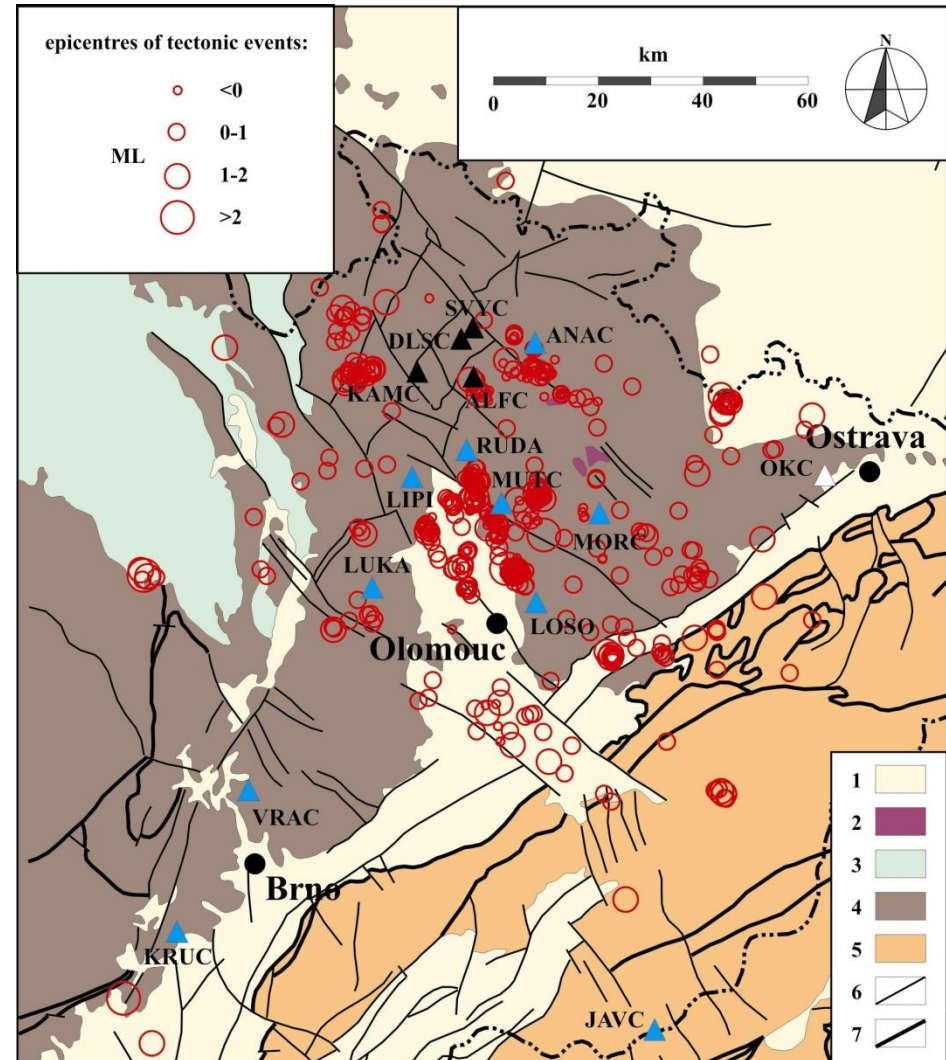 epicentres of tectonic events:
<0
0-1
ML
1-2
>2
km
0 20 40 60
N
SVYC
DLSC
ANAC
KAMC
ALFC
RUDA
Ostrava
OKC
MUTC
LIPI
MORC
LUKA
LOSO
Olomouc
VRAC
Brno
KRUC
JAVC
1
2
3
4
5
6
7